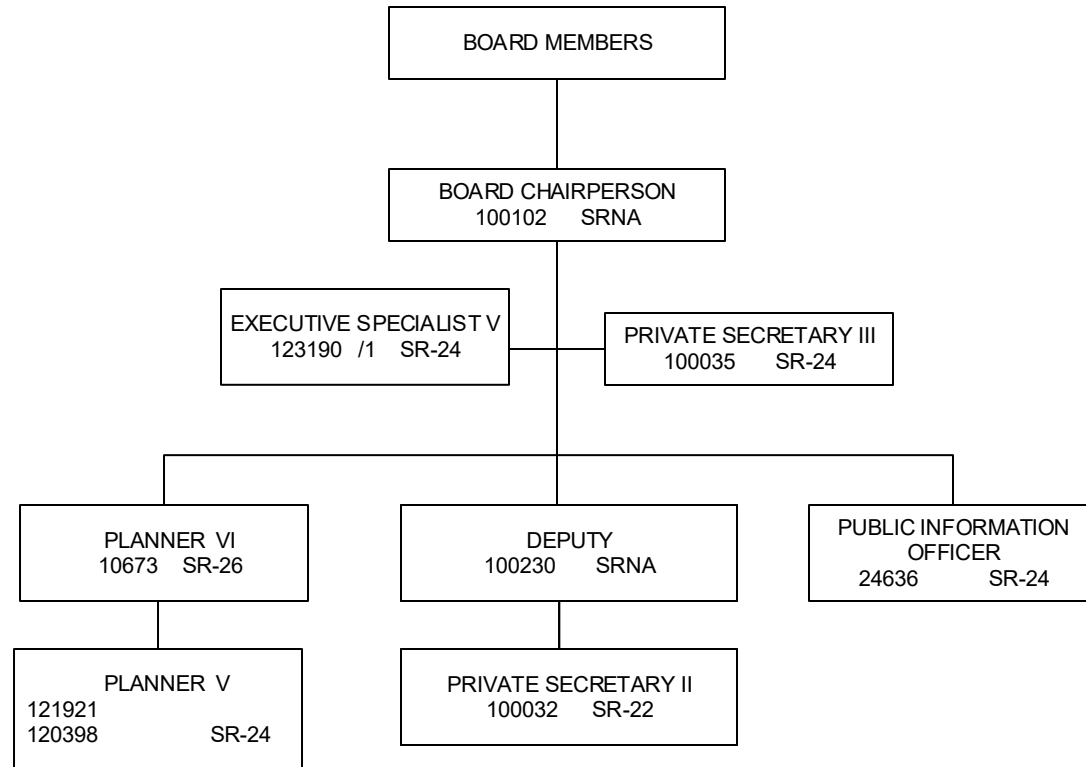 BOARD MEMBERS
BOARD CHAIRPERSON
100102 SRNA
EXECUTIVE SPECIALIST V
123190 /1 SR-24
PRIVATE SECRETARY III
100035 SR-24
PLANNER VI
10673 SR-26
DEPUTY
100230 SRNA
PUBLIC INFORMATION
OFFICER
24636 SR-24
PLANNER V
121921
120398 SR-24
PRIVATE SECRETARY II
100032 SR-22